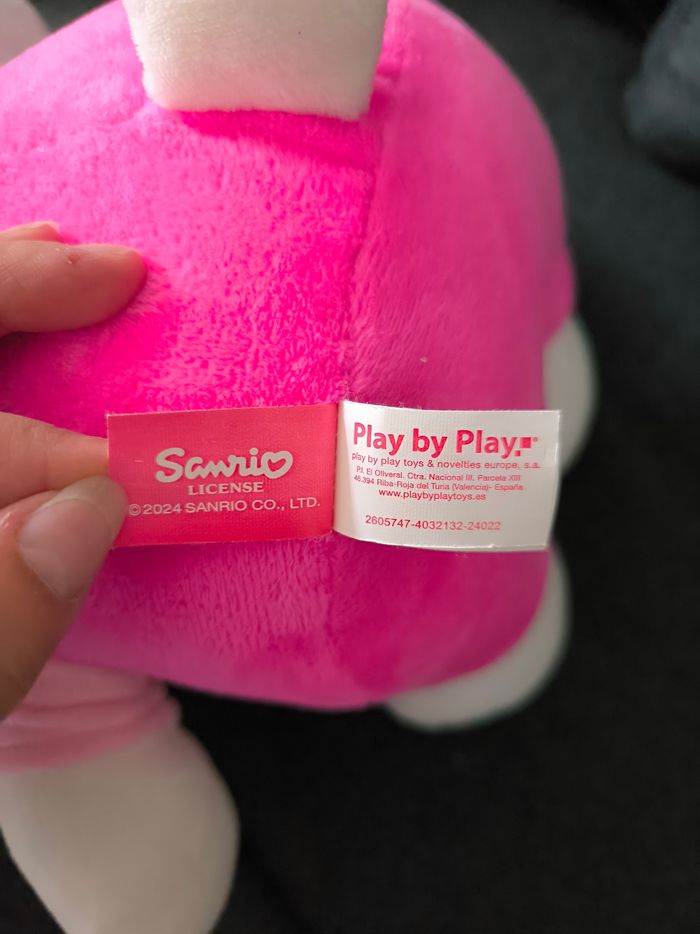 Sanrio
LICENSE
©2024 SANRIO CO., LTD.
Play by Play
play by play toys & novelties europe, s.a.
P.I. El Oliveral. Ctra. Nacional III. Parcela XIII
46.394 Riba-Roja del Turia (Valencia)- España
www.playbyplaytoys.es
2605747-4032132-24022